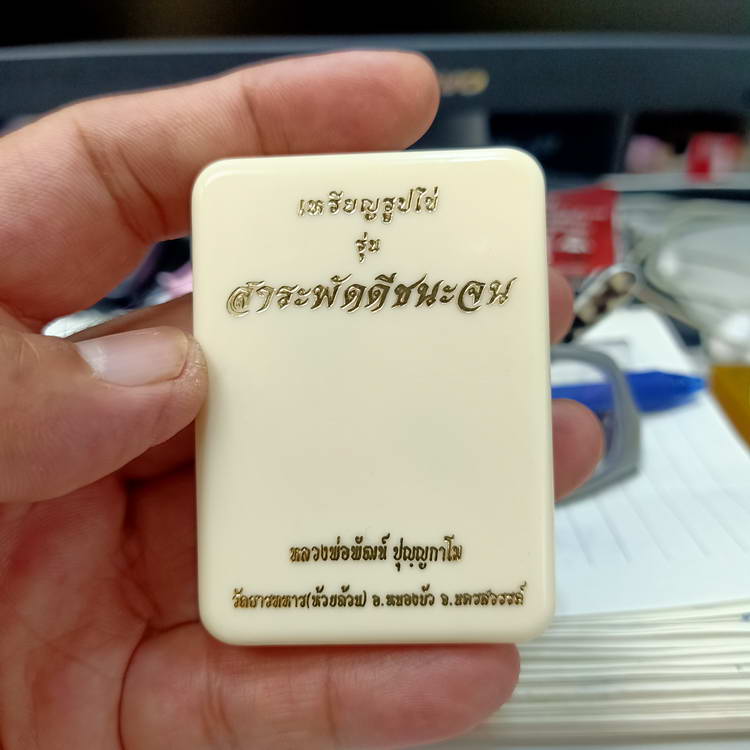 เหรียญรูปไข่
รุ่น
สาระพัดดีชนะจน
หลวงพ่อพัฒน์ ปุญฺญกาโม
วัดธารทหาร(ห้วยด้วน) อ.หนองบัว จ.นครสวรรค์